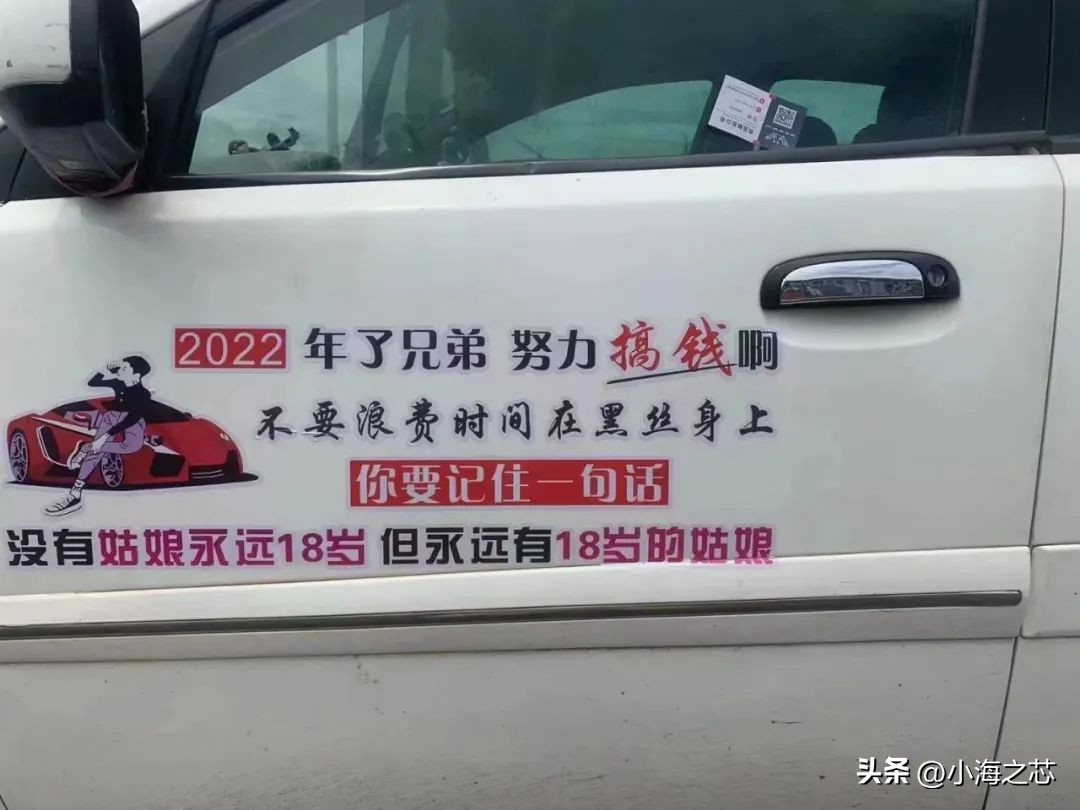 2022 年了兄弟 努力搞钱啊
不要浪费时间在黑丝身上
你要记住一句话
没有姑娘永远18岁 但永远有18岁的姑娘
头条 @小海之芯